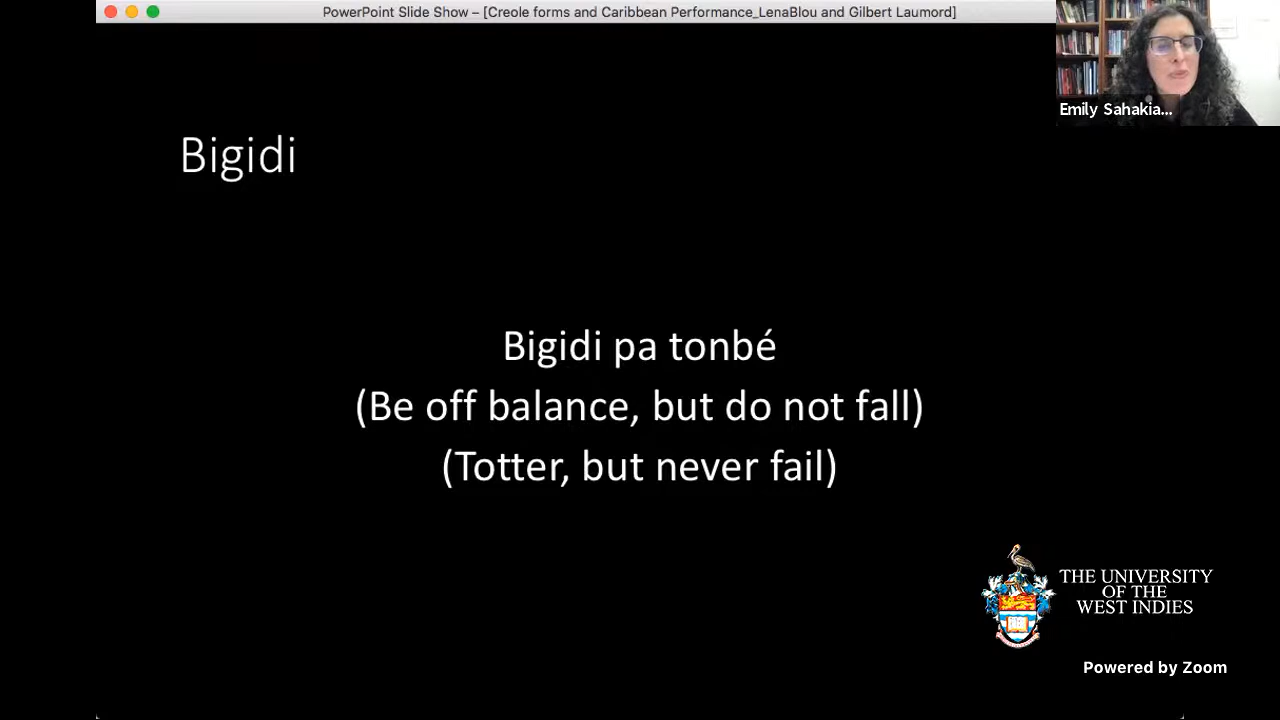 PowerPoint Slide Show – [Creole forms and Caribbean Performance_LenaBlou and Gilbert Laumord]
Emily Sahakia...
Bigidi
Bigidi pa tonbé
(Be off balance, but do not fall)
(Totter, but never fail)
THE UNIVERSITY
OF THE
WEST INDIES
Powered by Zoom